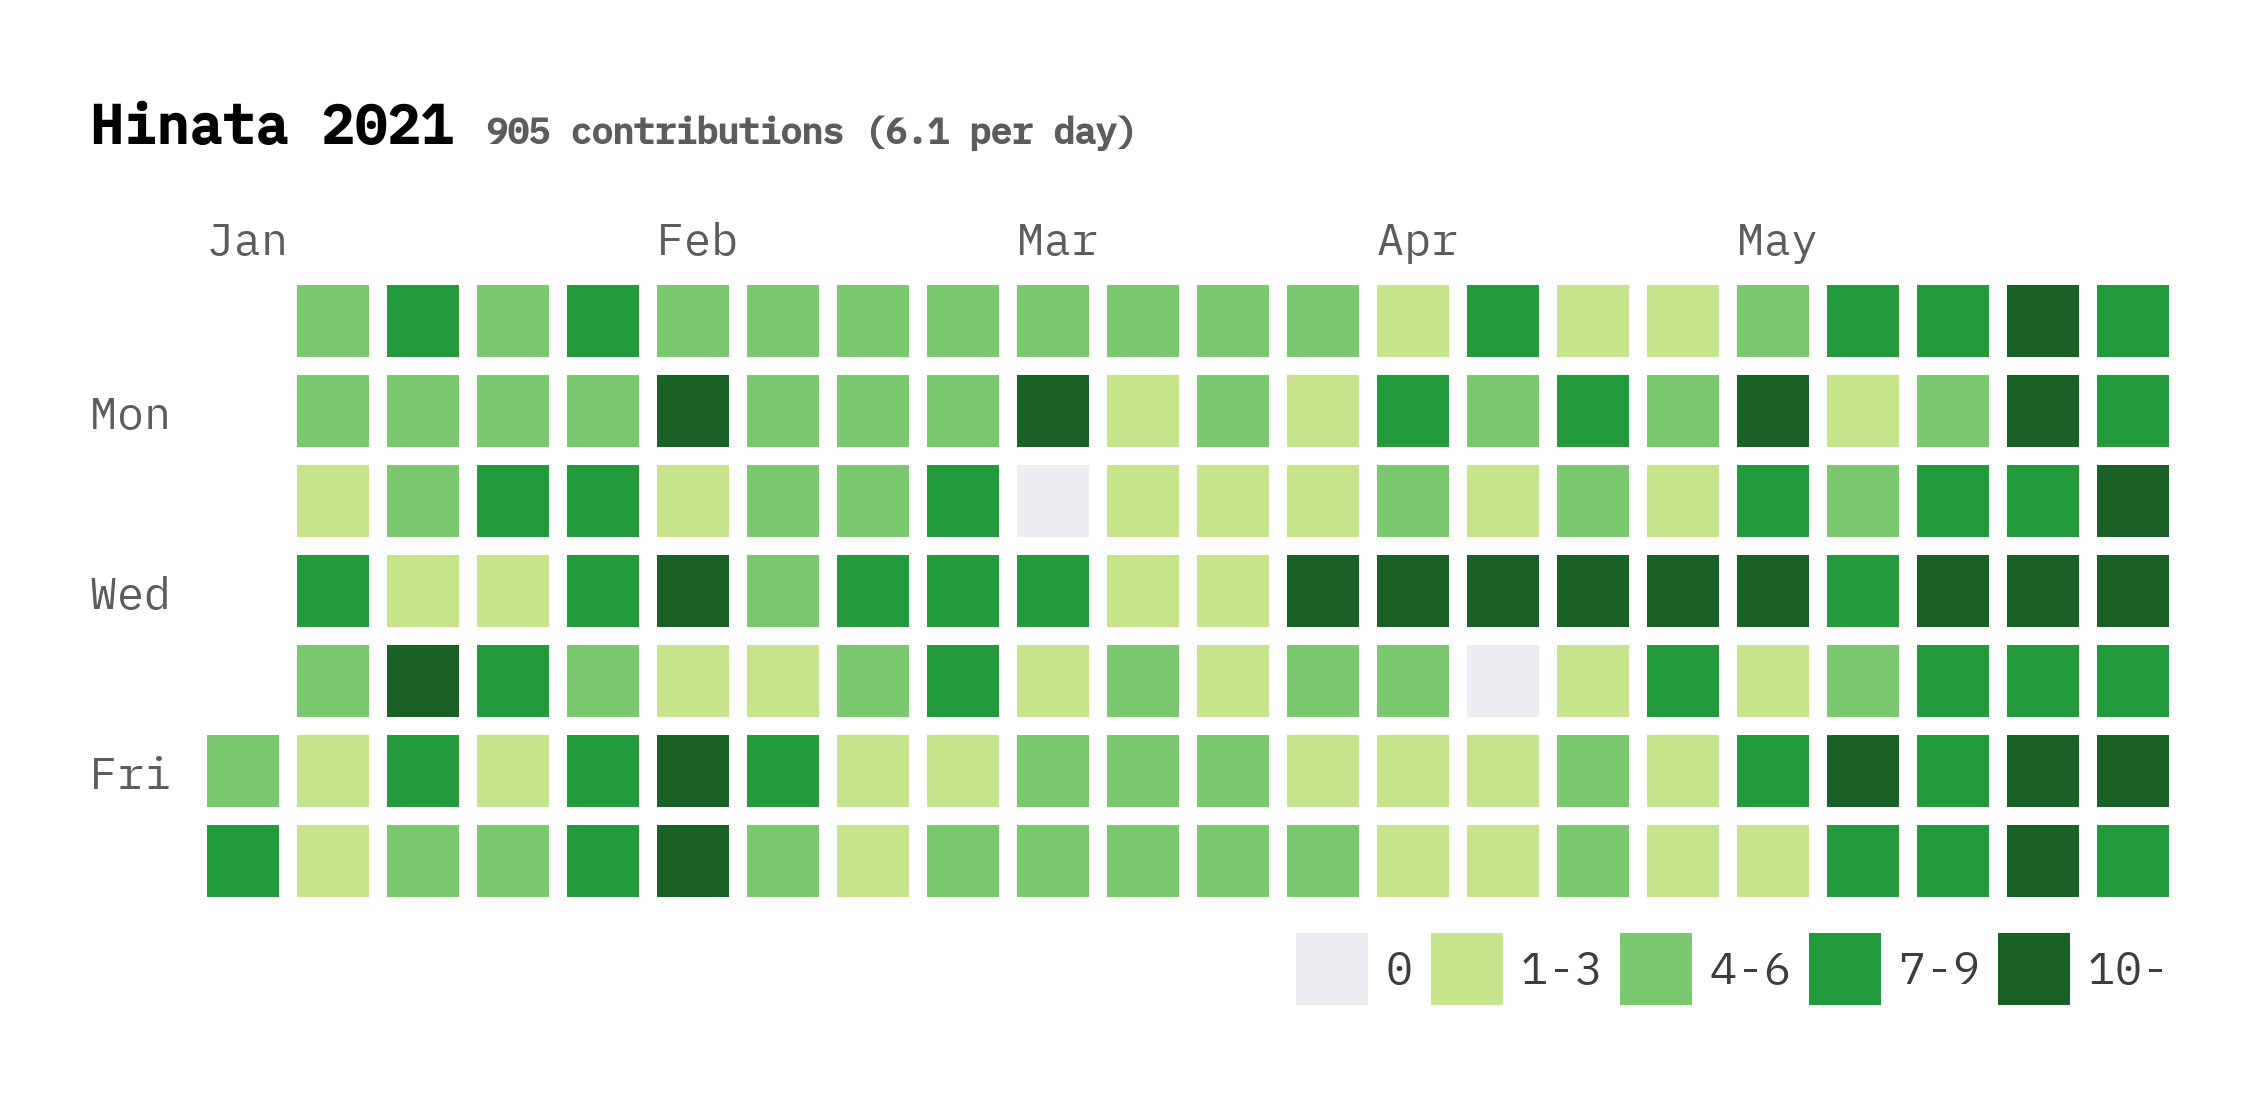 Hinata 2021 905 contributions (6.1 per day)
Jan Feb Mar Apr May
Mon
Wed
Fri
0 1-3 4-6 7-9 10-